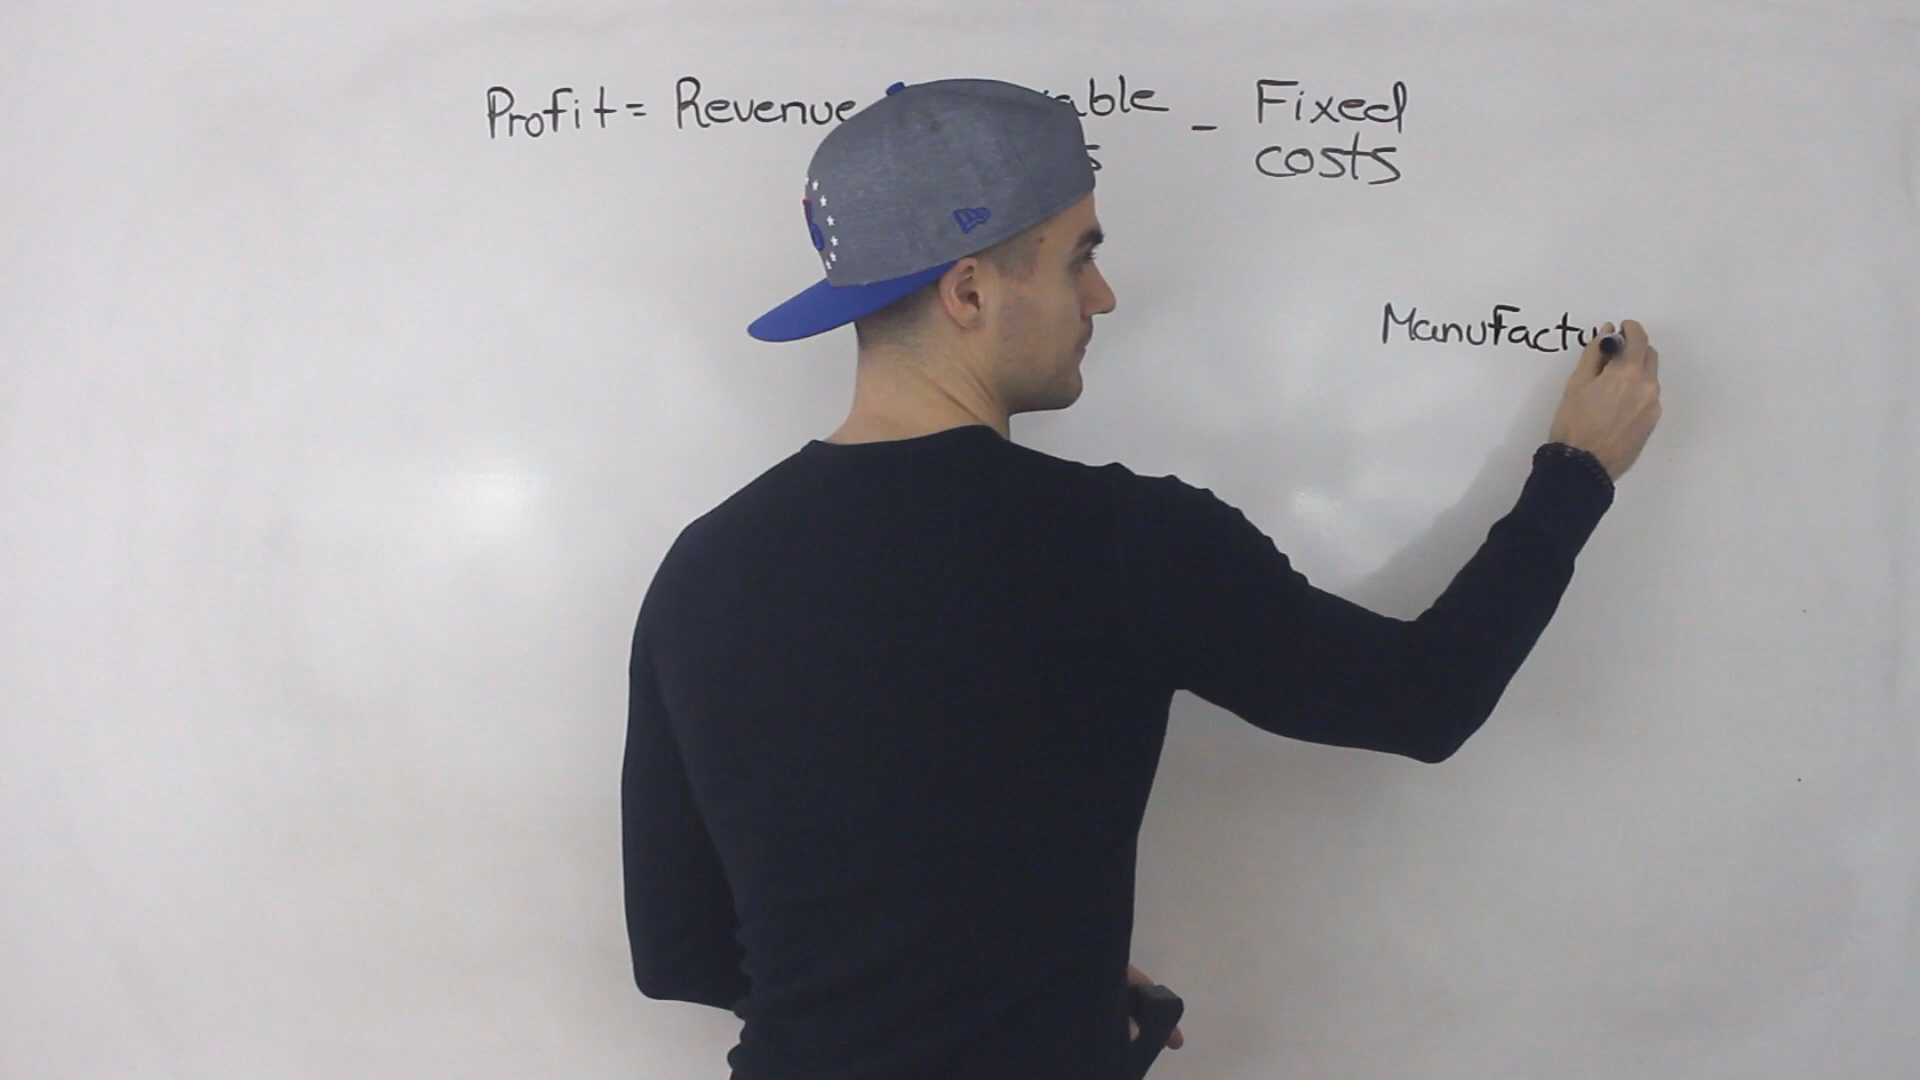 Profit = Revenue able - Fixed
costs
Manufactu